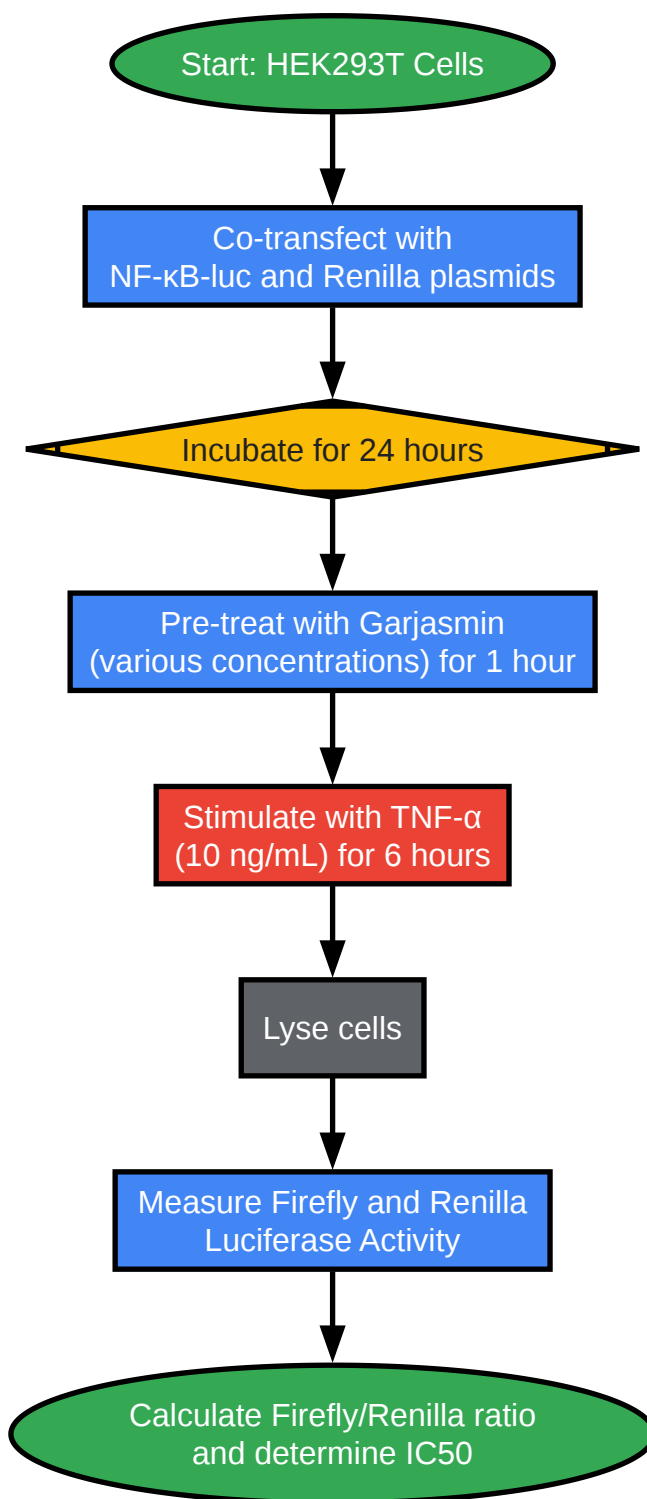 Start: HEK293T Cells
Co-transfect with
NF-κB-luc and Renilla plasmids
Incubate for 24 hours
Pre-treat with Garjasmin
(various concentrations) for 1 hour
Stimulate with TNF-α
(10 ng/mL) for 6 hours
Lyse cells
Measure Firefly and Renilla
Luciferase Activity
Calculate Firefly/Renilla ratio
and determine IC50